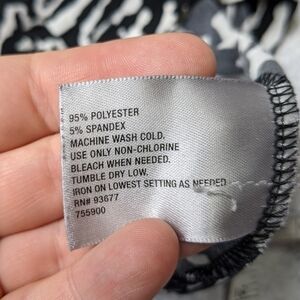 95% POLYESTER
5% SPANDEX
MACHINE WASH COLD.
USE ONLY NON-CHLORINE
BLEACH WHEN NEEDED.
TUMBLE DRY LOW.
IRON ON LOWEST SETTING AS NEEDED
RN# 93677
755900